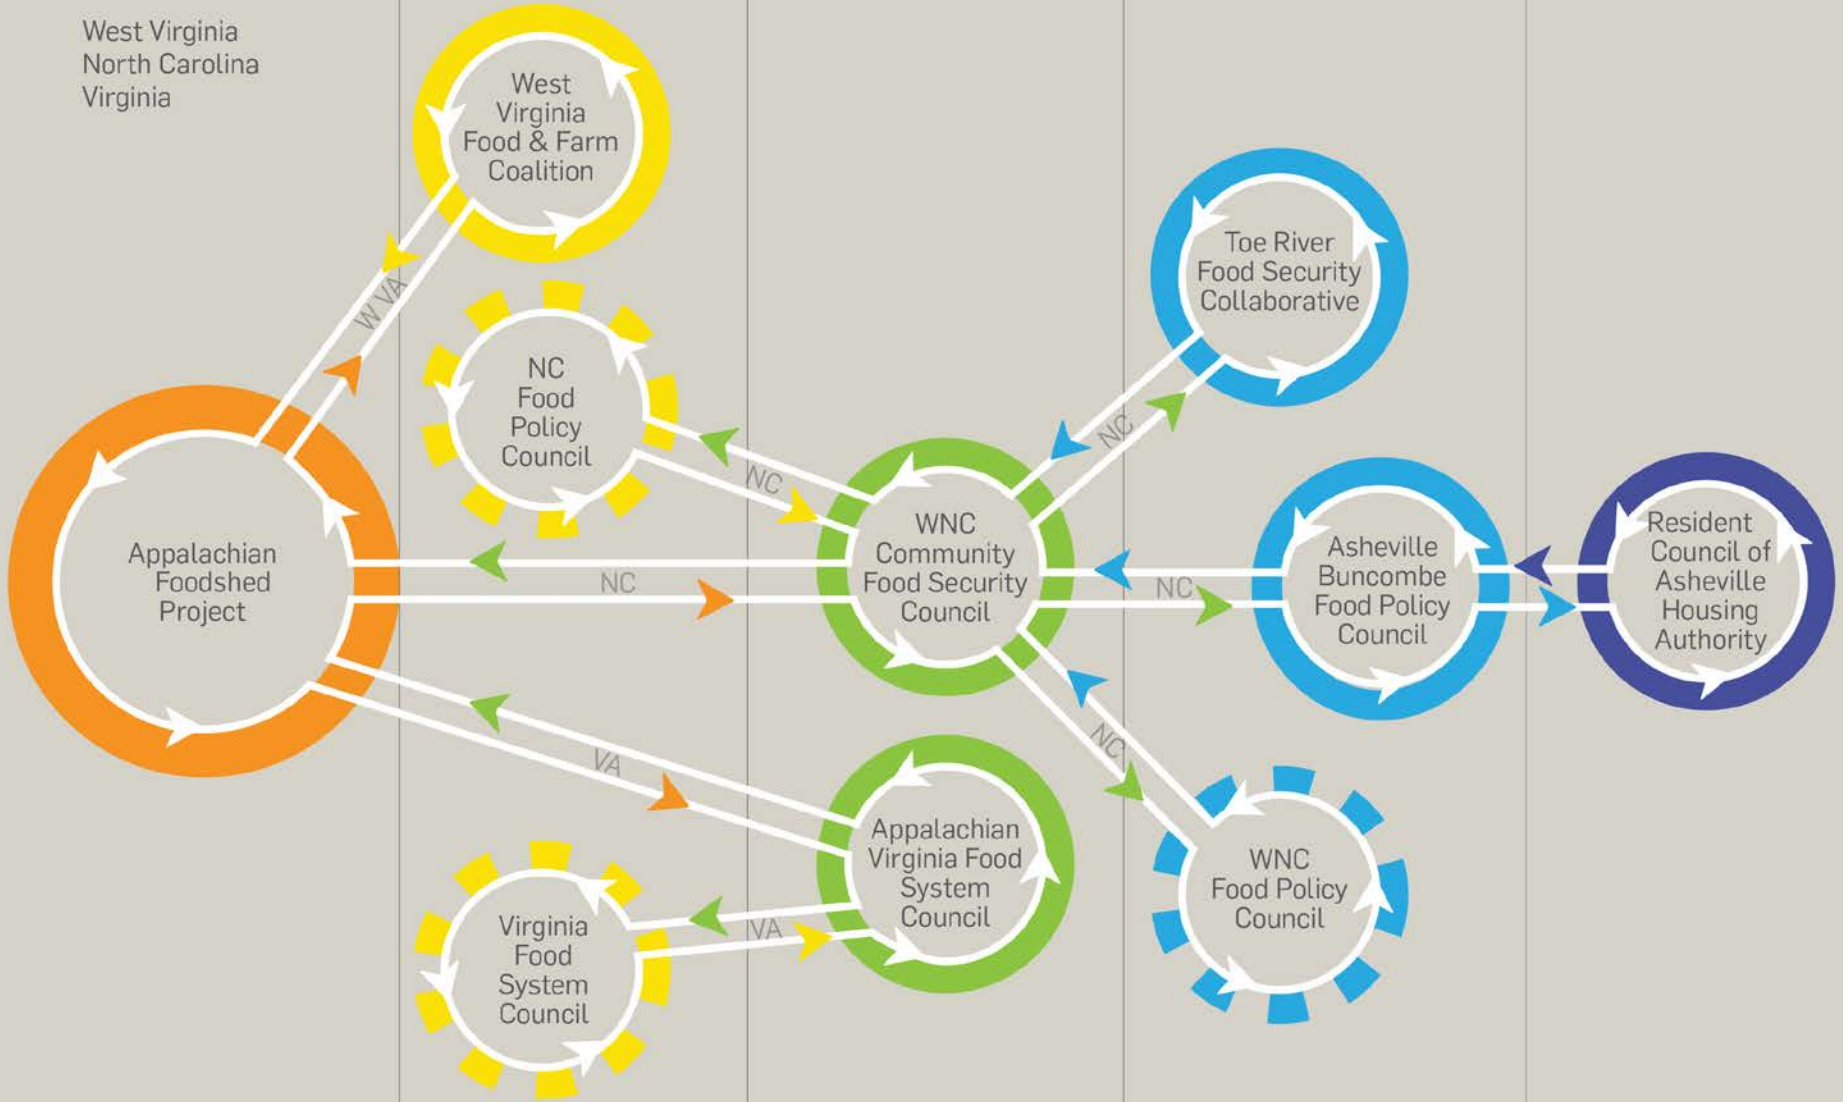 West Virginia
North Carolina
Virginia
West
Virginia
Food & Farm
Coalition
W VA
NC
Food
Policy
Council
NC
Toe River
Food Security
Collaborative
NC
Appalachian
Foodshed
Project
NC
WNC
Community
Food Security
Council
NC
Asheville
Buncombe
Food Policy
Council
Resident
Council of
Asheville
Housing
Authority
VA
NC
Appalachian
Virginia Food
System
Council
WNC
Food Policy
Council
Virginia
Food
System
Council
VA